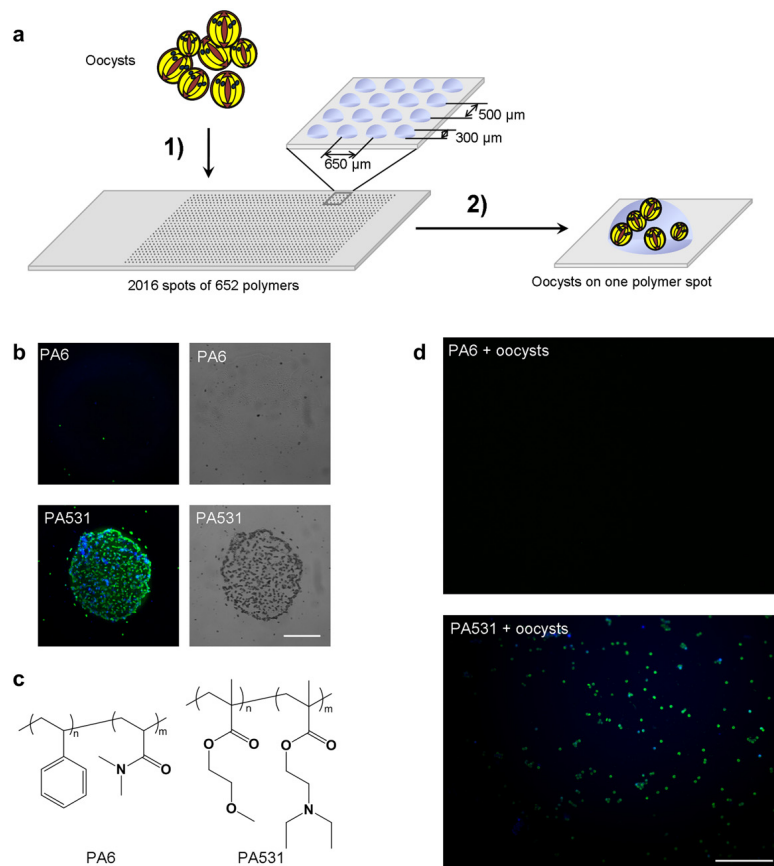 a
Oocysts
1)
500 µm
300 µm
650 µm
2)
2016 spots of 652 polymers
Oocysts on one polymer spot
b
PA6
PA6
PA531
PA531
c
n
m
N
O
PA6
n
m
O
O
O
O
O
N
PA531
d
PA6 + oocysts
PA531 + oocysts